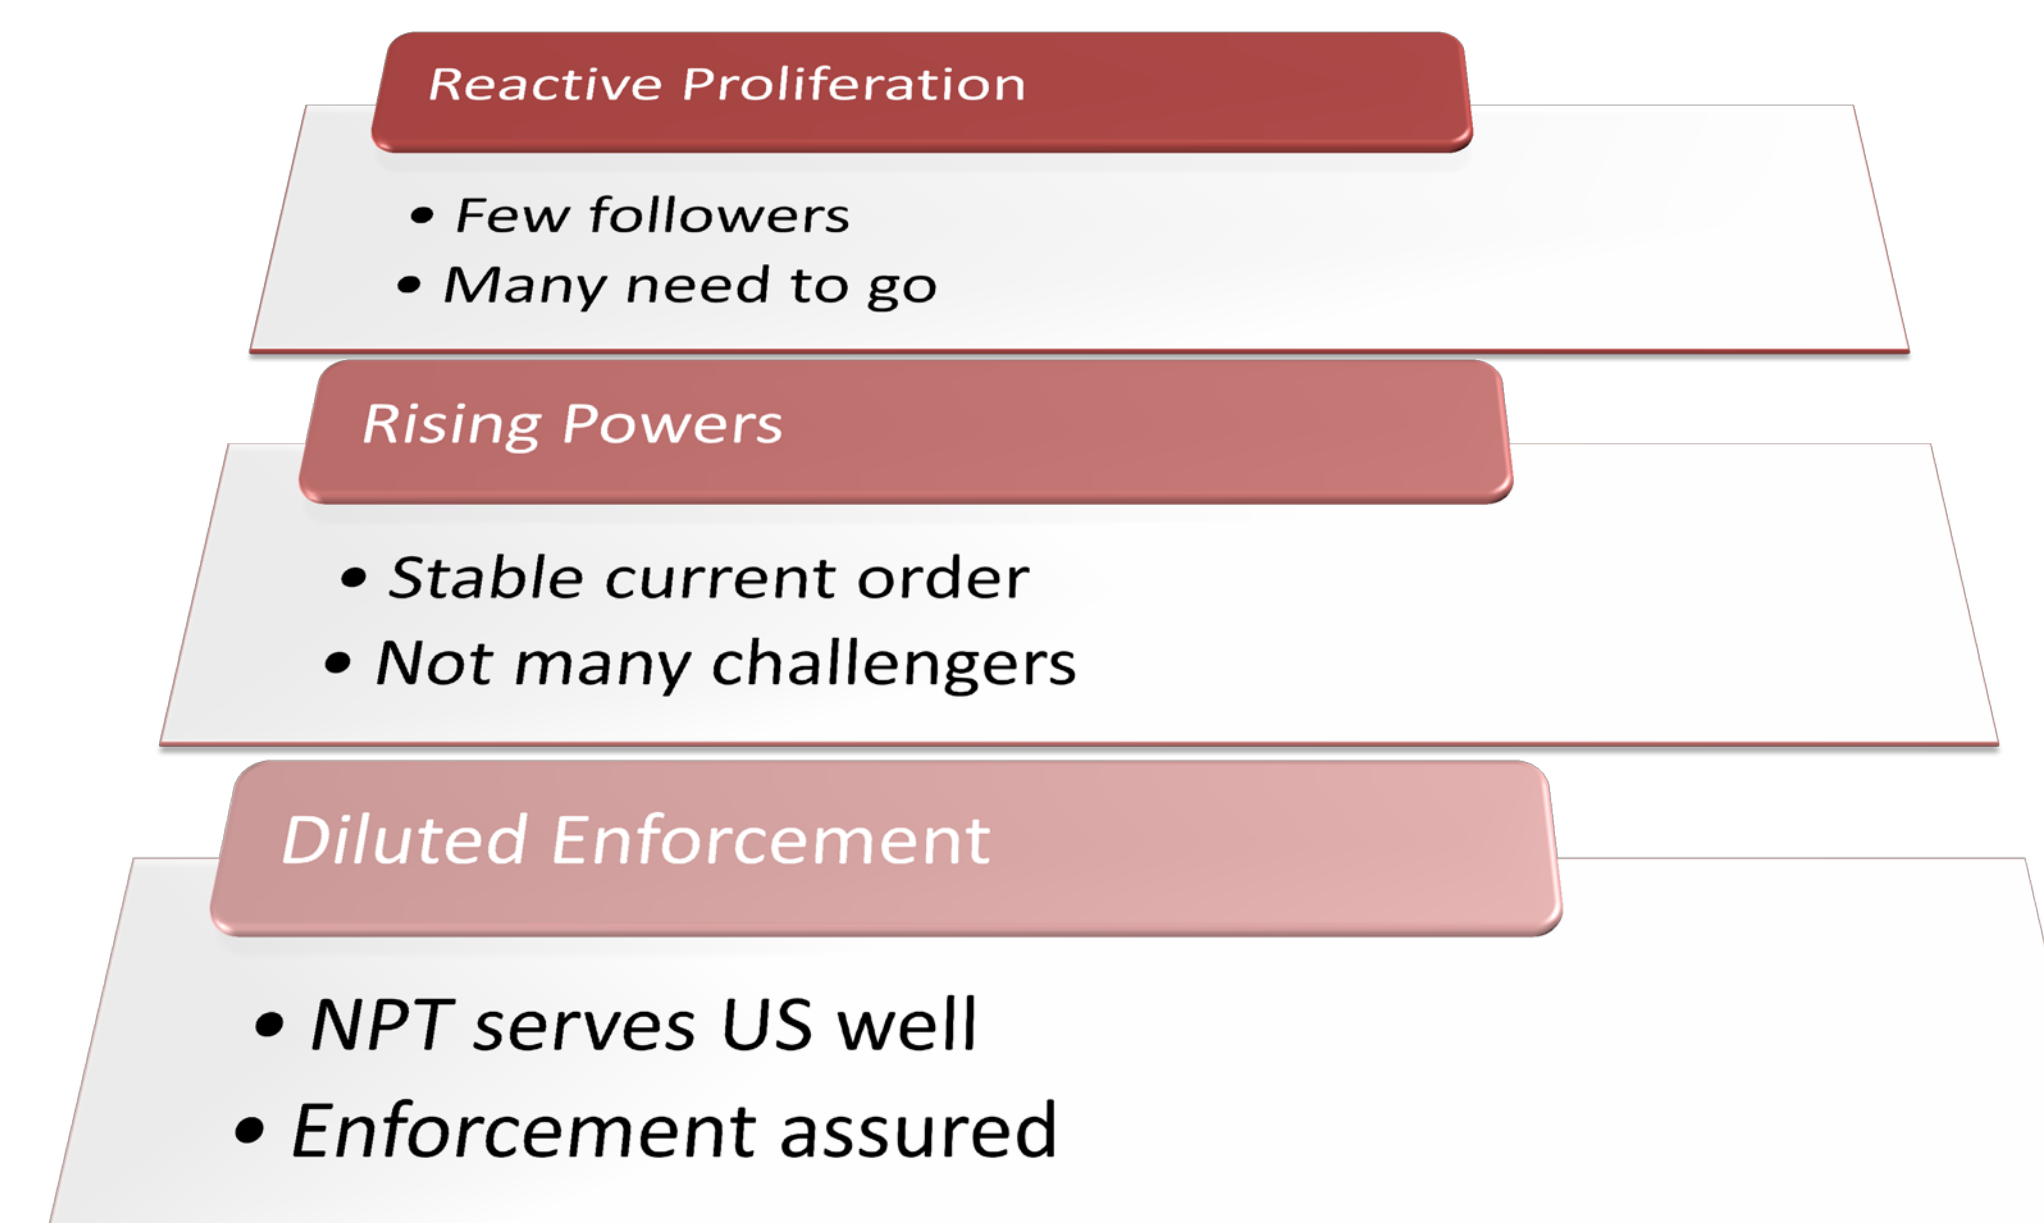 Reactive Proliferation
• Few followers
• Many need to go
Rising Powers
• Stable current order
• Not many challengers
Diluted Enforcement
• NPT serves US well
• Enforcement assured